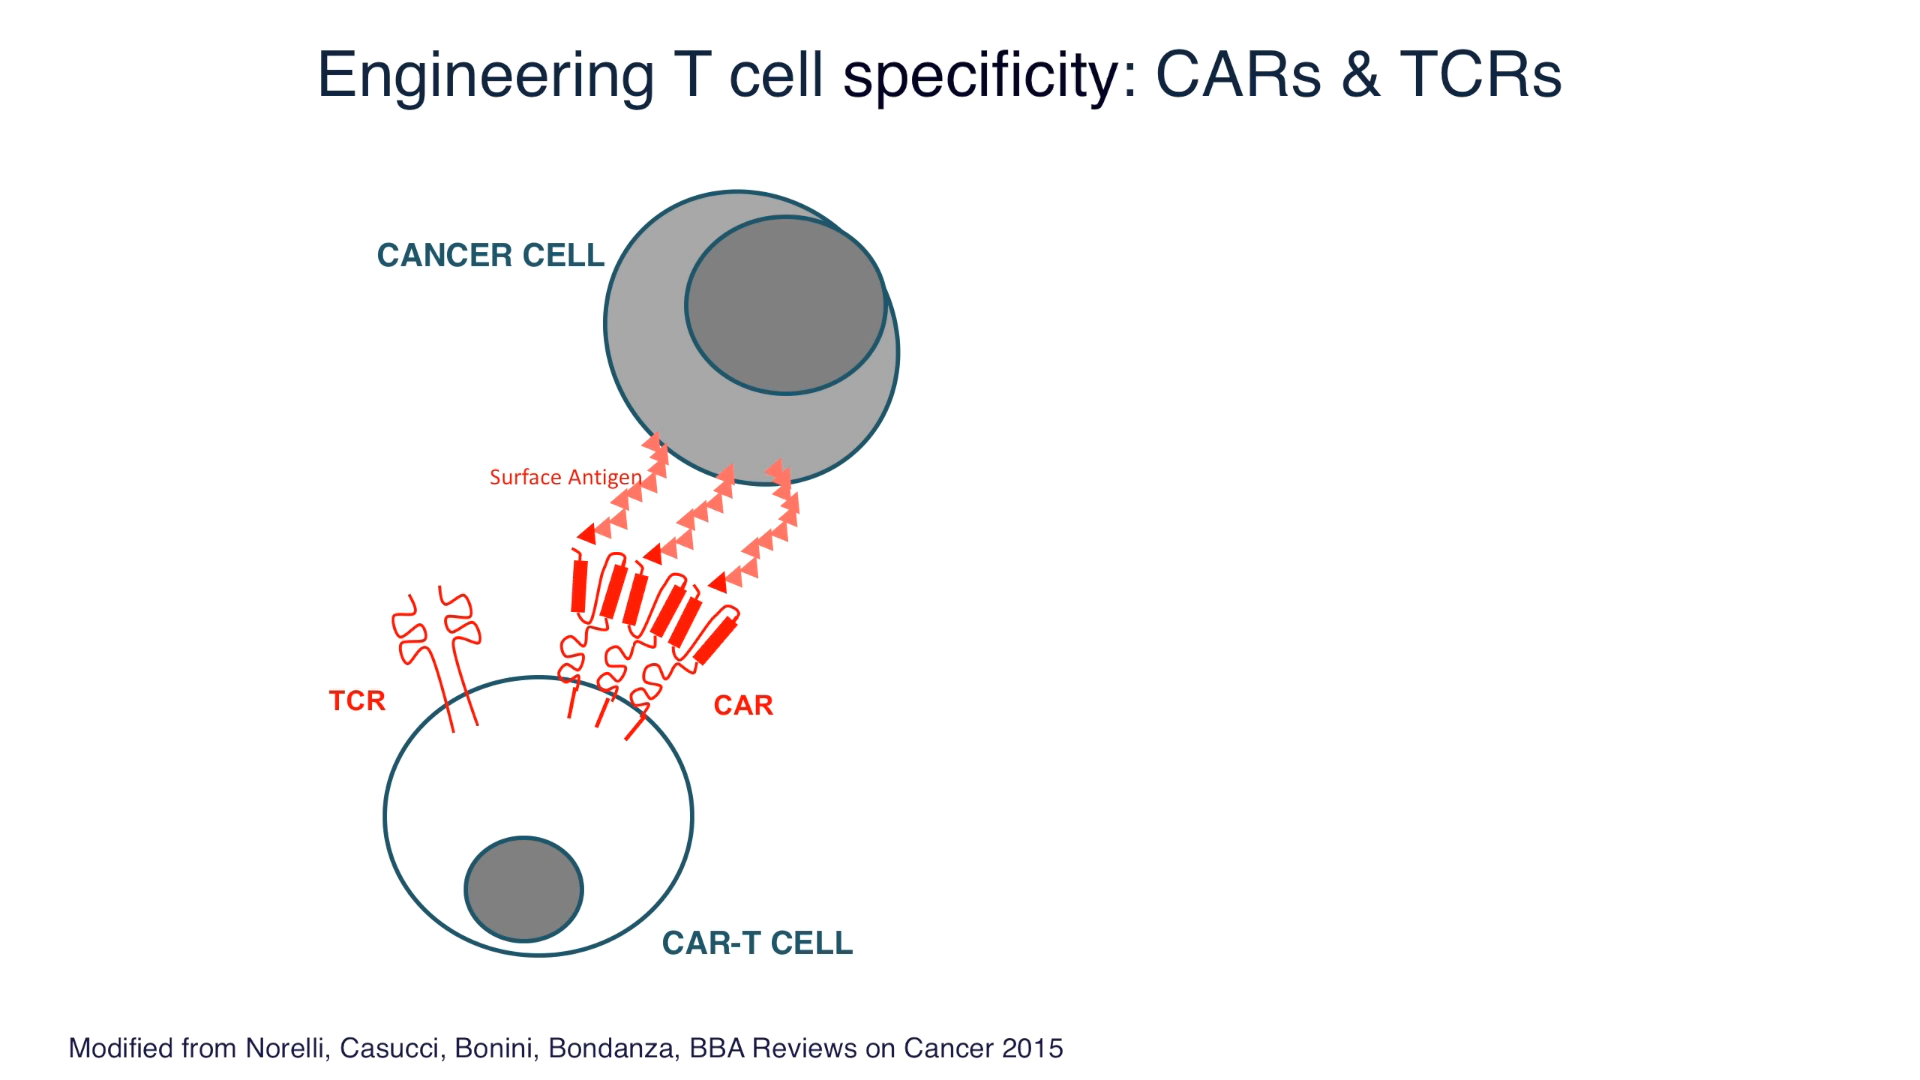 Engineering T cell specificity: CARs & TCRs
CANCER CELL
Surface Antigen
TCR
CAR
CAR-T CELL
Modified from Norelli, Casucci, Bonini, Bondanza, BBA Reviews on Cancer 2015